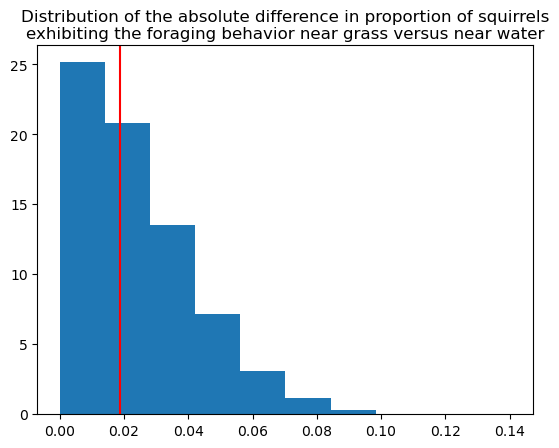 Distribution of the absolute difference in proportion of squirrels
exhibiting the foraging behavior near grass versus near water
25
20
15
10
5
0
0.00 0.02 0.04 0.06 0.08 0.10 0.12 0.14